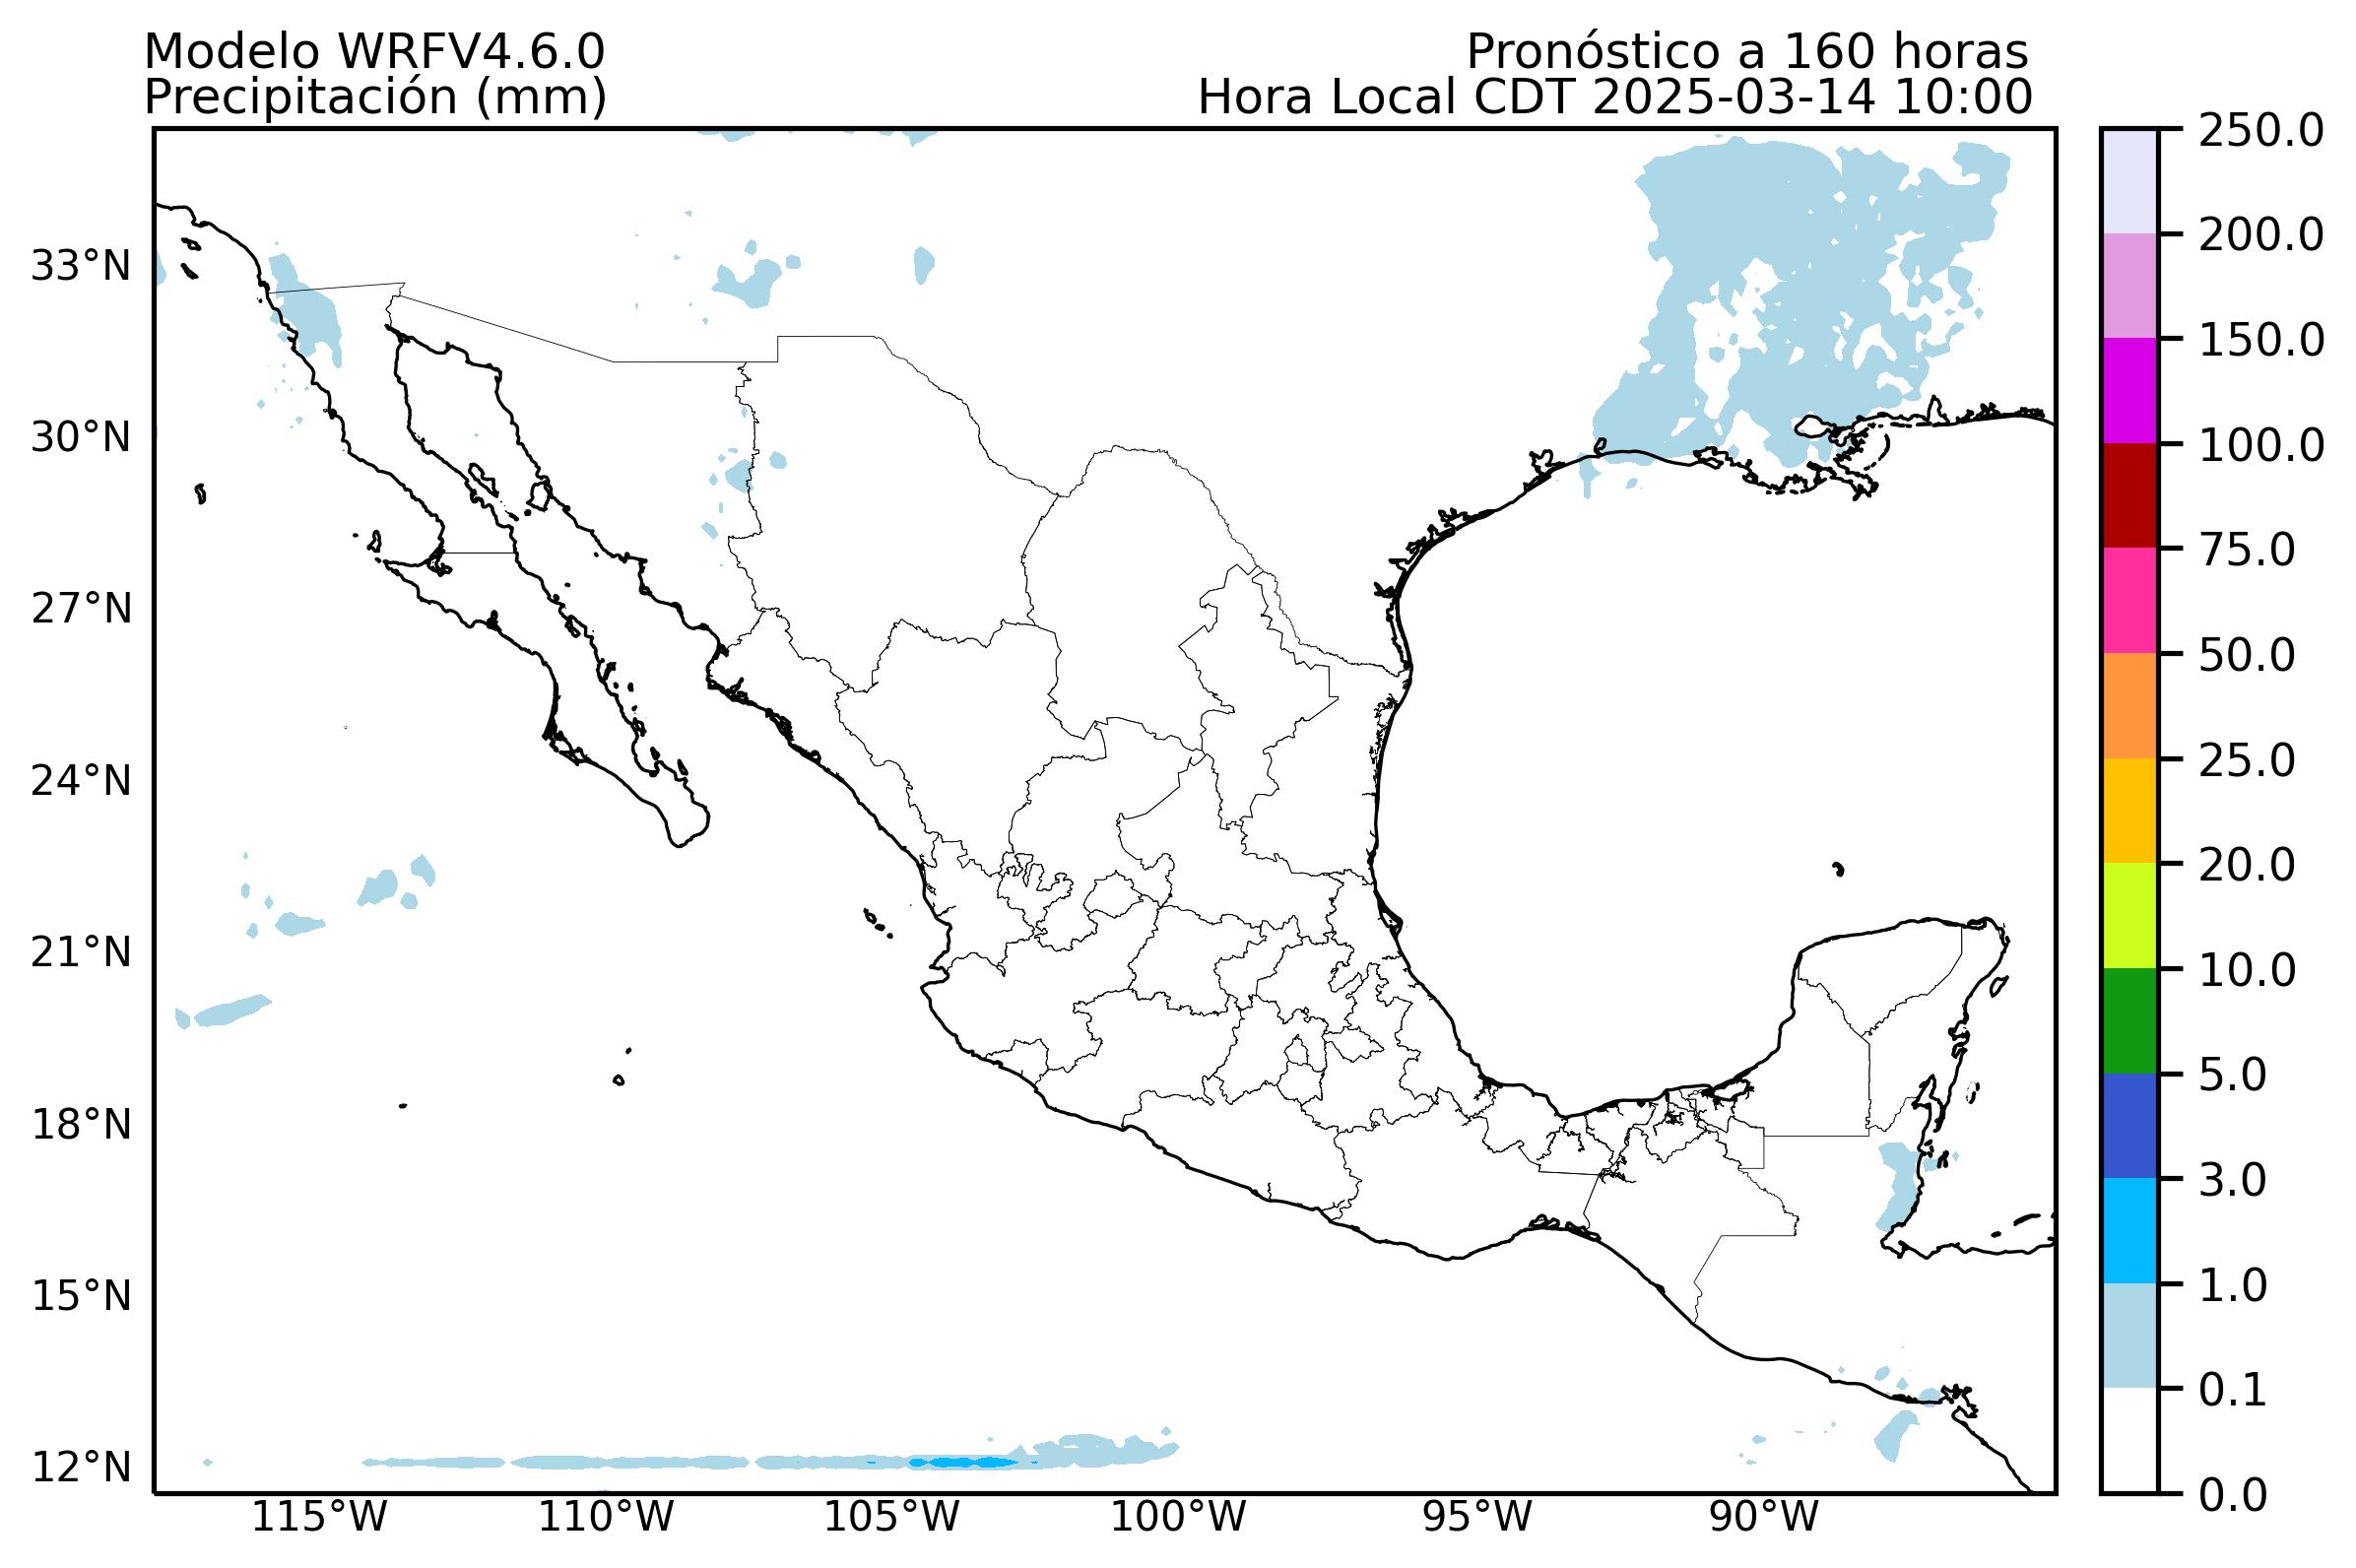 Modelo WRFV4.6.0
Precipitación (mm)
Pronóstico a 160 horas
Hora Local CDT 2025-03-14 10:00
33°N
30°N
27°N
24°N
21°N
18°N
15°N
12°N
115°W
110°W
105°W
100°W
95°W
90°W
250.0
200.0
150.0
100.0
75.0
50.0
25.0
20.0
10.0
5.0
3.0
1.0
0.1
0.0